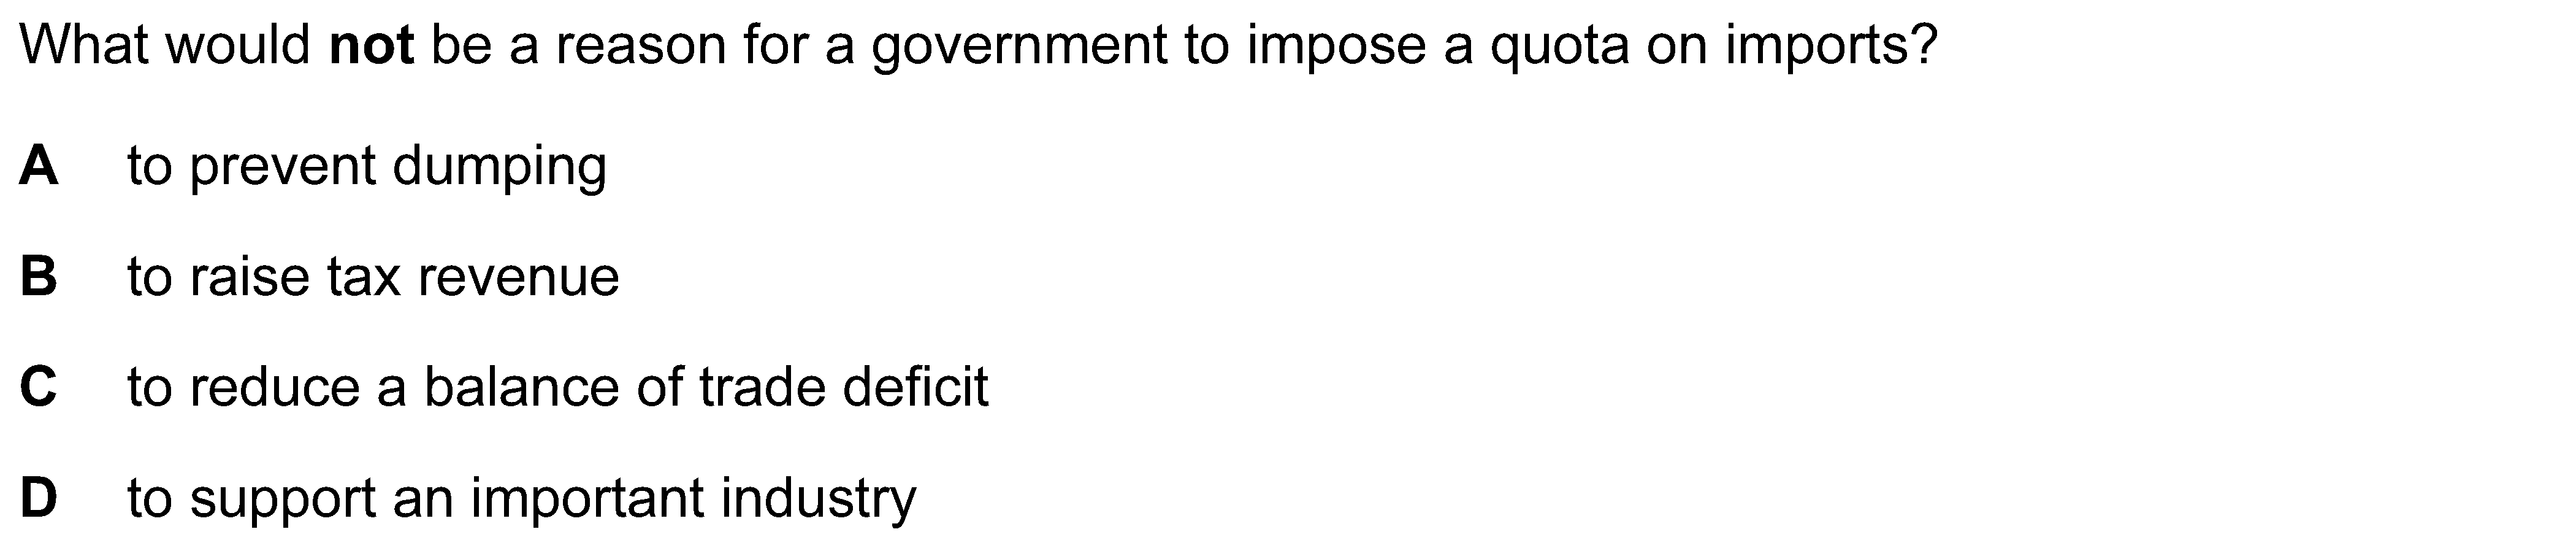 What would not be a reason for a government to impose a quota on imports?
A to prevent dumping
B to raise tax revenue
C to reduce a balance of trade deficit
D to support an important industry